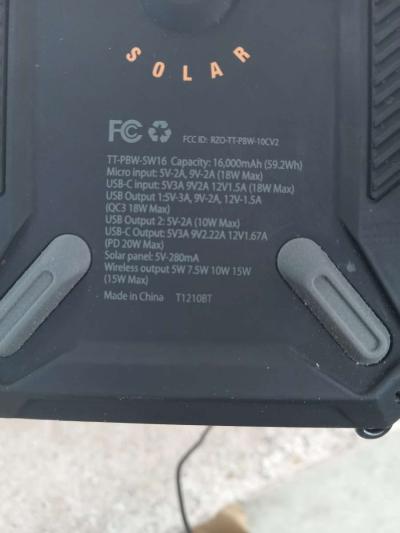 SOLAR
FC FCC ID: RZO-TT-PBW-10CV2
TT-PBW-SW16 Capacity: 16,000mAh (59.2Wh)
Micro input: 5V-2A, 9V-2A (18W Max)
USB-C input: 5V3A 9V2A 12V1.5A (18W Max)
USB Output 1:5V-3A, 9V-2A, 12V-1.5A
(QC3 18W Max)
USB Output 2: 5V-2A (10W Max)
USB-C Output: 5V3A 9V2.22A 12V1.67A
(PD 20W Max)
Solar panel: 5V-280mA
Wireless output 5W 7.5W 10W 15W
(15W Max)
Made in China T1210BT